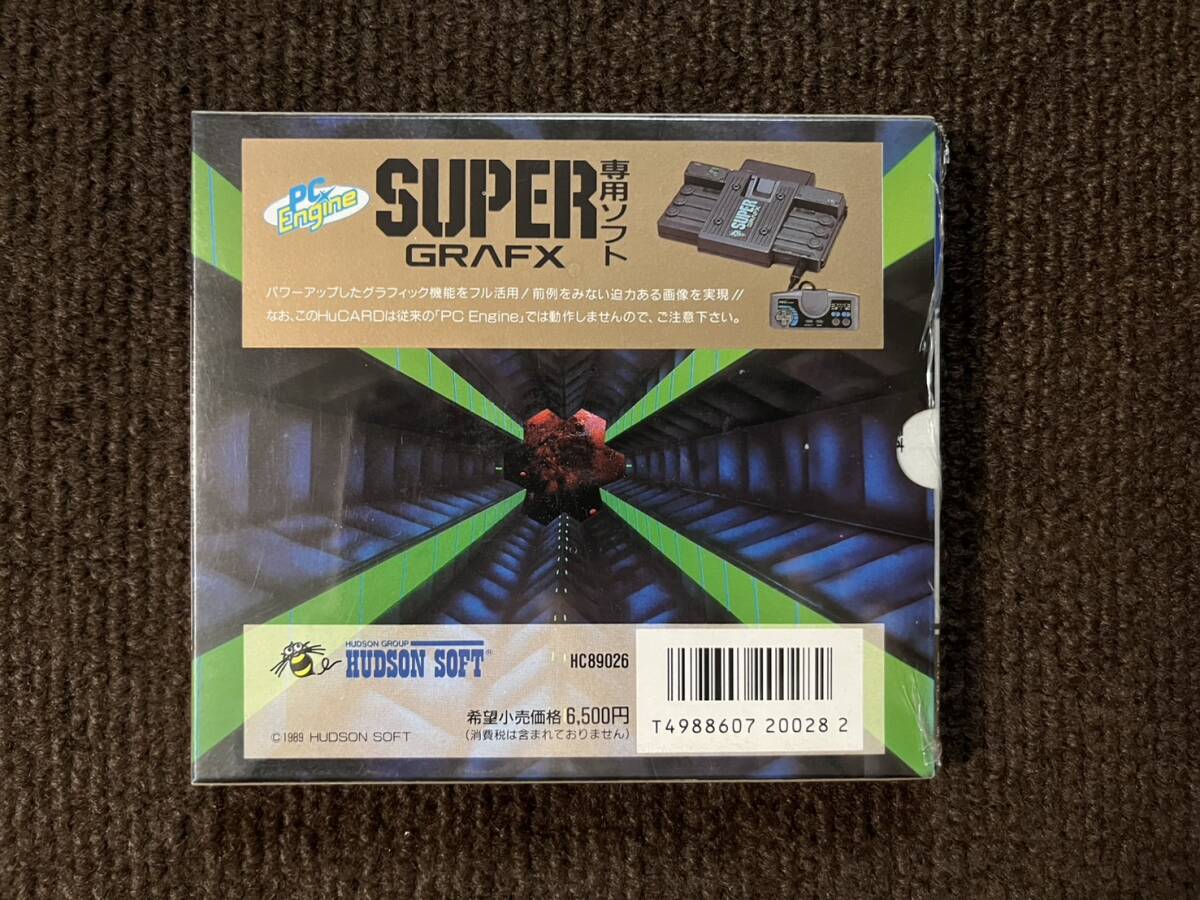 PC Engine
SUPER GRAFX
専用ソフト
SUPER
パワーアップしたグラフィック機能をフル活用!前例をみない迫力ある画像を実現!!
なお、このHuCARDは従来の「PC Engine」では動作しませんので、ご注意下さい。
HUDSON GROUP
HUDSON SOFT®
HC89026
希望小売価格 6,500円
(消費税は含まれておりません)
©1989 HUDSON SOFT
T4988607 20028 2